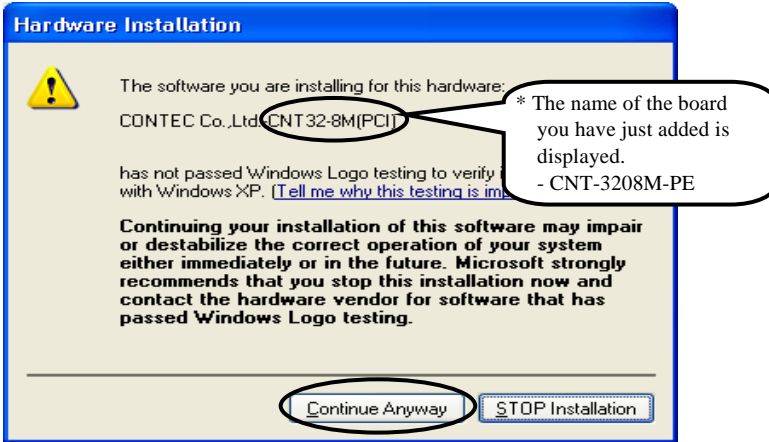 Hardware Installation
The software you are installing for this hardware:
CONTEC Co.,Ltd.-CNT32-8M(PCI)
has not passed Windows Logo testing to verify
with Windows XP. (Tell me why this testing is
Continuing your installation of this software may impair
or destabilize the correct operation of your system
either immediately or in the future. Microsoft strongly
recommends that you stop this installation now and
contact the hardware vendor for software that has
passed Windows Logo testing.
Continue Anyway
STOP Installation
* The name of the board
you have just added is
displayed.
- CNT-3208M-PE